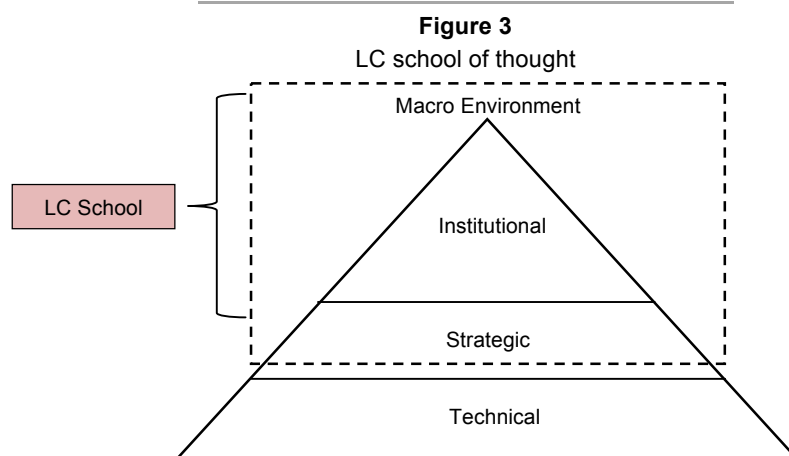 Figure 3
LC school of thought
Macro Environment
LC School
Institutional
Strategic
Technical